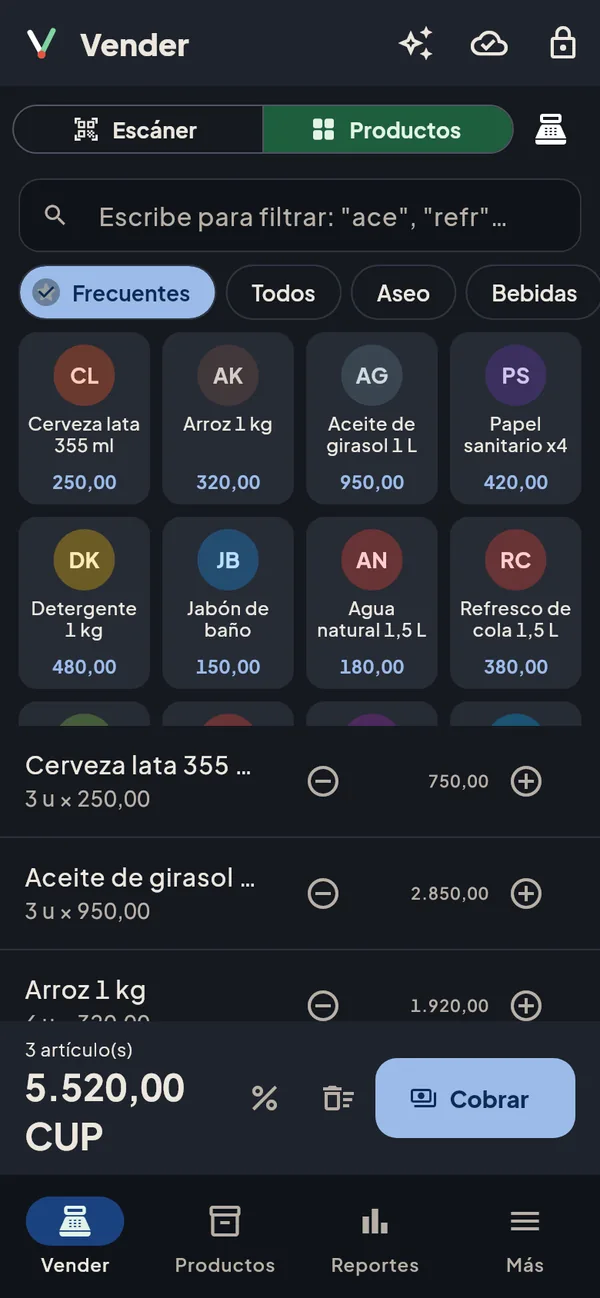 Vender
Escáner
Productos
Escribe para filtrar: "ace", "refr"...
Frecuentes
Todos
Aseo
Bebidas
CL
Cerveza lata
355 ml
250,00
AK
Arroz 1 kg
320,00
AG
Aceite de
girasol 1 L
950,00
PS
Papel
sanitario x4
420,00
DK
Detergente
1 kg
480,00
JB
Jabón de
baño
150,00
AN
Agua
natural 1,5 L
180,00
RC
Refresco de
cola 1,5 L
380,00
Cerveza lata 355 ...
3 u × 250,00
750,00
Aceite de girasol ...
3 u × 950,00
2.850,00
Arroz 1 kg
1.920,00
3 artículo(s)
5.520,00
CUP
Cobrar
Vender
Productos
Reportes
Más